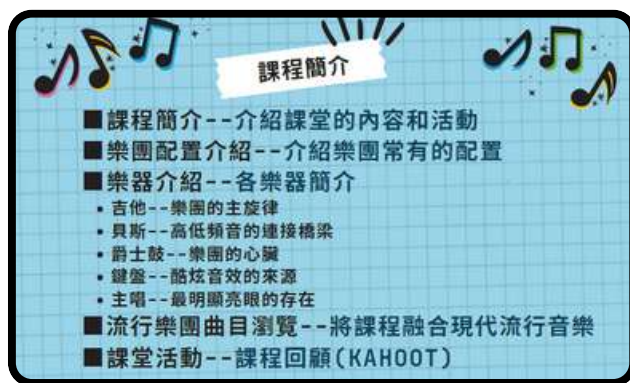 課程簡介
■課程簡介--介紹課堂的內容和活動
■樂團配置介紹--介紹樂團常有的配置
■樂器介紹--各樂器簡介
• 吉他--樂團的主旋律
• 貝斯--高低頻音的連接橋梁
• 爵士鼓--樂團的心臟
• 鍵盤--酷炫音效的來源
• 主唱--最明顯亮眼的存在
■流行樂團曲目瀏覽--將課程融合現代流行音樂
■課堂活動--課程回顧(KAHOOT)